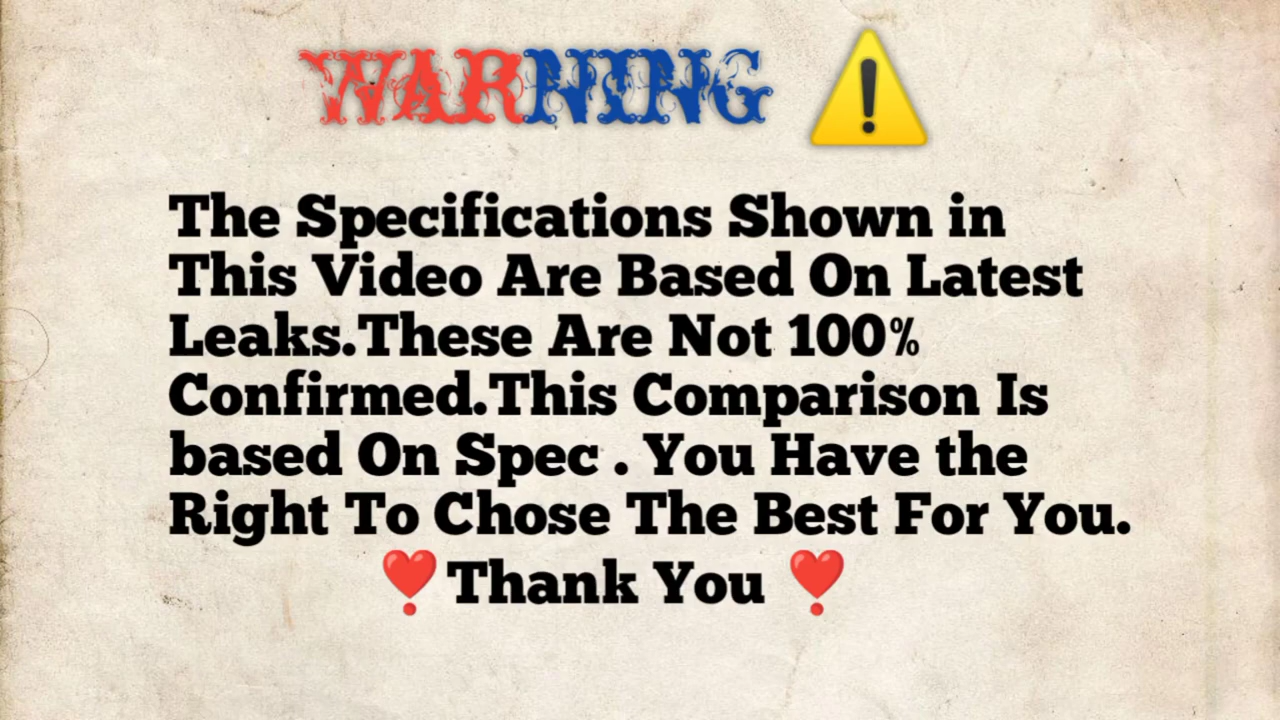 WARNING ⚠️
The Specifications Shown in
This Video Are Based On Latest
Leaks.These Are Not 100%
Confirmed.This Comparison Is
based On Spec . You Have the
Right To Chose The Best For You.
❣️Thank You ❣️